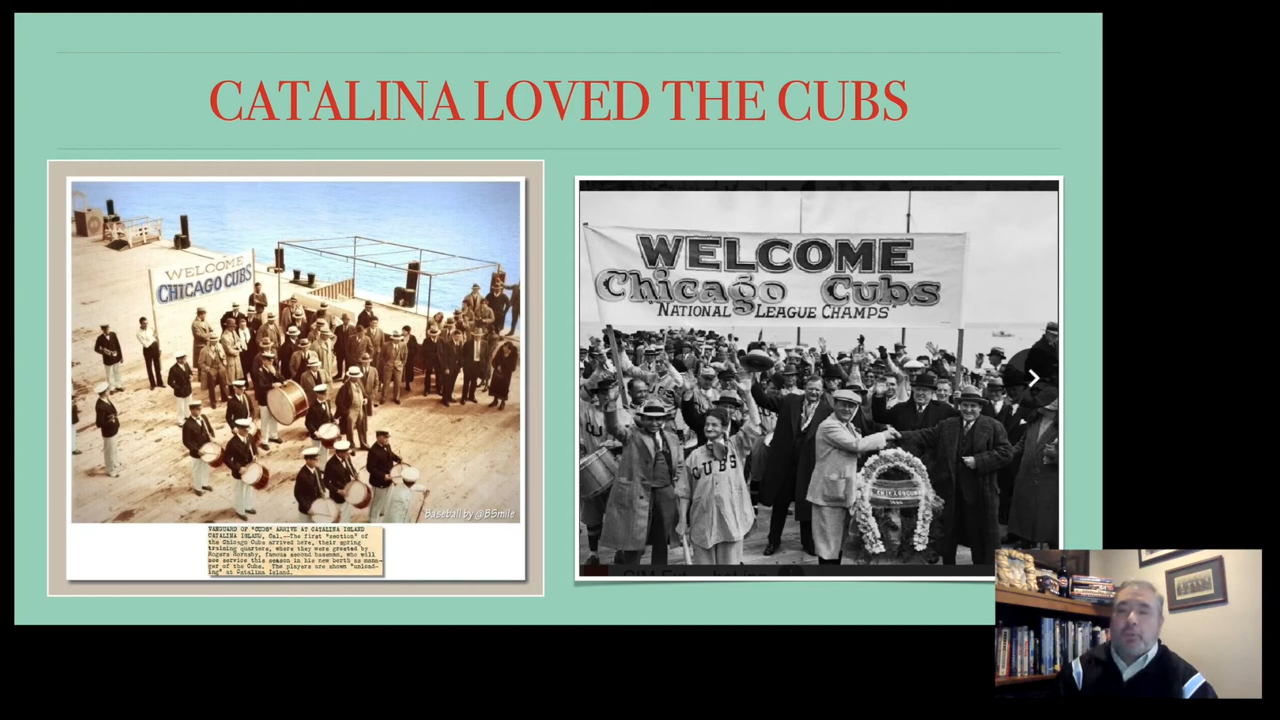 CATALINA LOVED THE CUBS
WELCOME
CHICAGO CUBS
Baseball by @BSmile
VANGUARD OF "CUBS" ARRIVE AT CATALINA ISLAND
CATALINA ISLAND, Cal.--The first "section" of
the Chicago Cubs arrived here, their spring
training quarters, where they were greeted by
Rogers Hornsby, famous second baseman, who will
see service this season in his new berth as mana-
ger of the Cubs. The players are shown "unload-
ing" at Catalina Island.
WELCOME
Chicago Cubs
NATIONAL LEAGUE CHAMPS
CUBS
CHICAGO CUBS